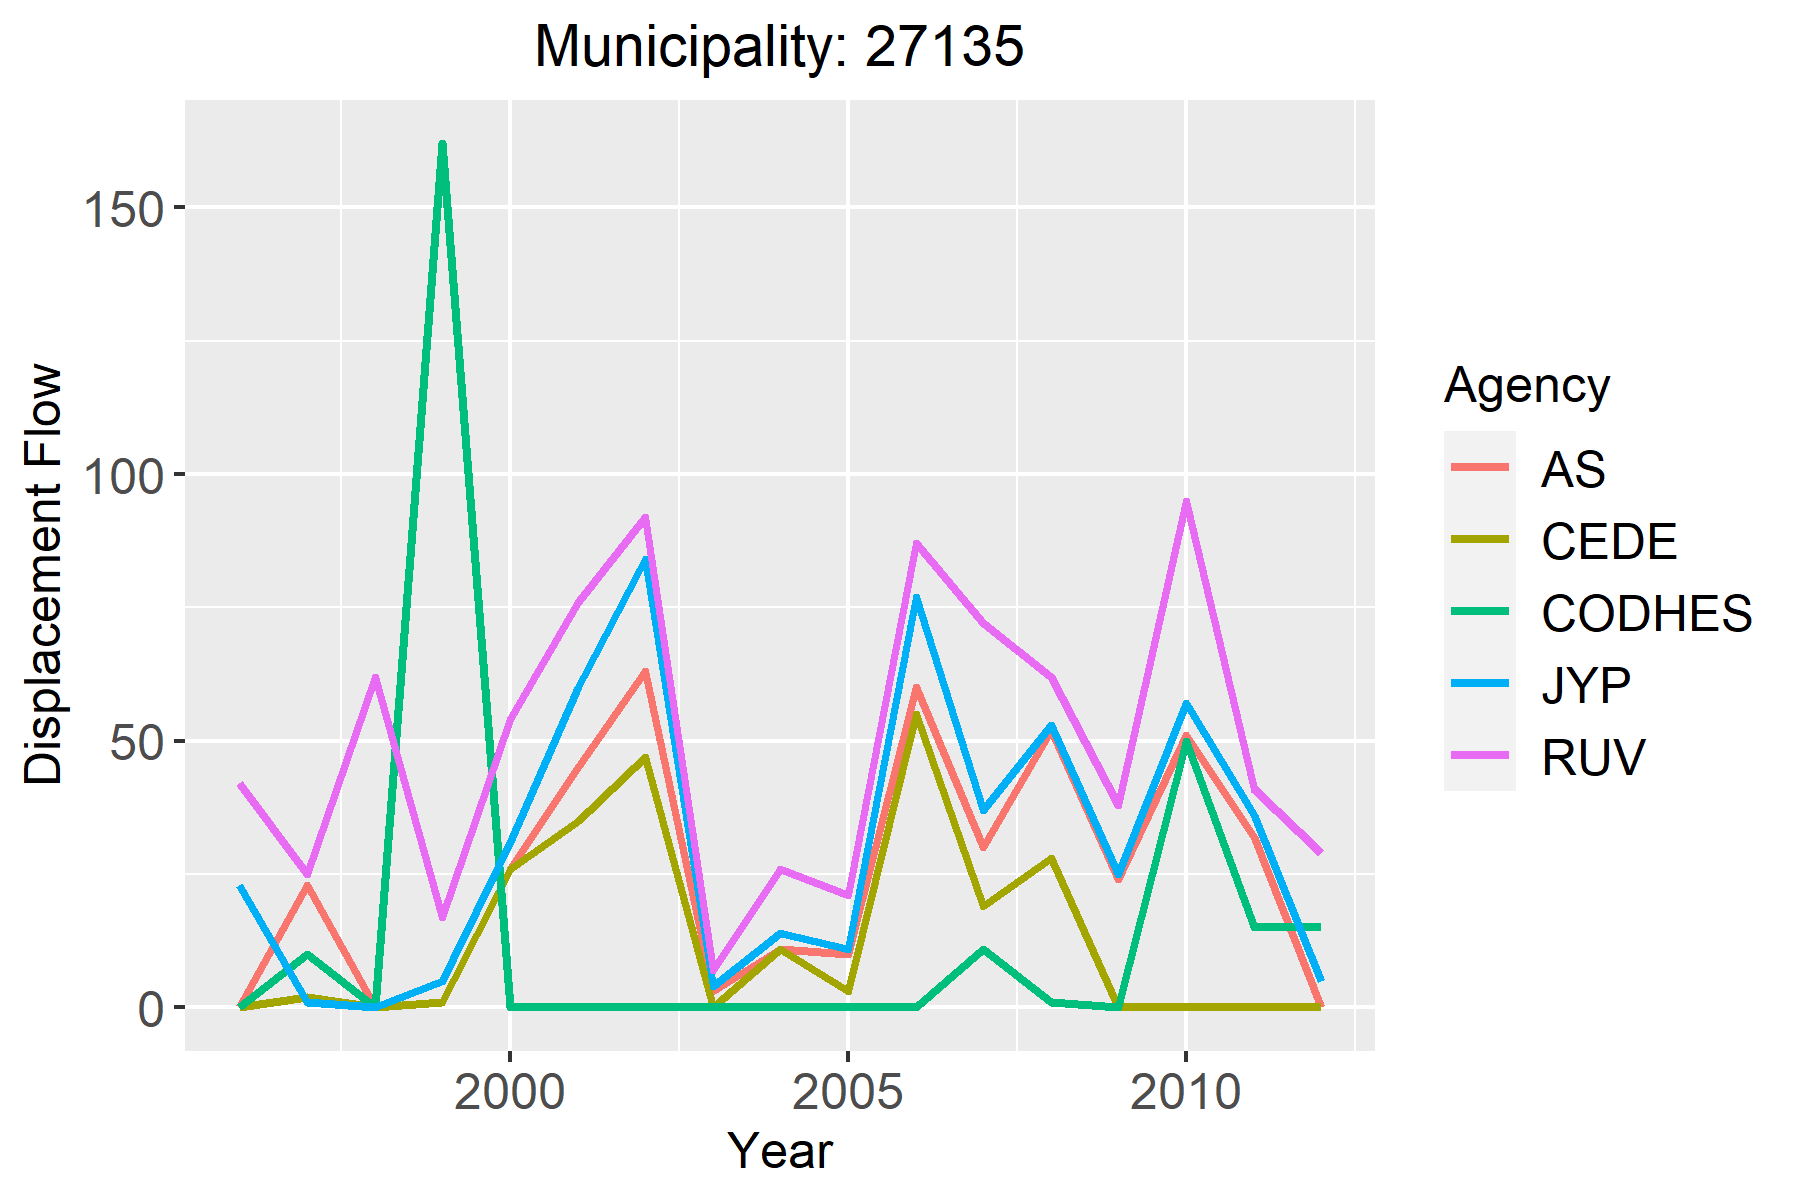 Municipality: 27135
150
100
50
0
Displacement Flow
2000 2005 2010
Year
Agency
AS
CEDE
CODHES
JYP
RUV